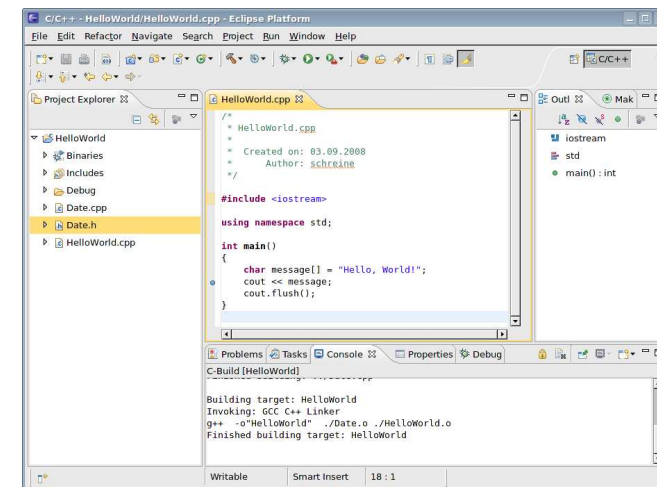 C/C++ - HelloWorld/HelloWorld.cpp - Eclipse Platform
File Edit Refactor Navigate Search Project Run Window Help
C/C++
Project Explorer
HelloWorld
Binaries
Includes
Debug
Date.cpp
Date.h
HelloWorld.cpp
HelloWorld.cpp
/*
* HelloWorld.cpp
*
* Created on: 03.09.2008
* Author: schreine
*/
#include <iostream>
using namespace std;
int main()
{
char message[] = "Hello, World!";
cout << message;
cout.flush();
}
Outl Mak
iostream
std
main() : int
Problems Tasks Console Properties Debug
C-Build [HelloWorld]
Building target: HelloWorld
Invoking: GCC C++ Linker
g++ -o"HelloWorld" ./Date.o ./HelloWorld.o
Finished building target: HelloWorld
Writable Smart Insert 18 : 1